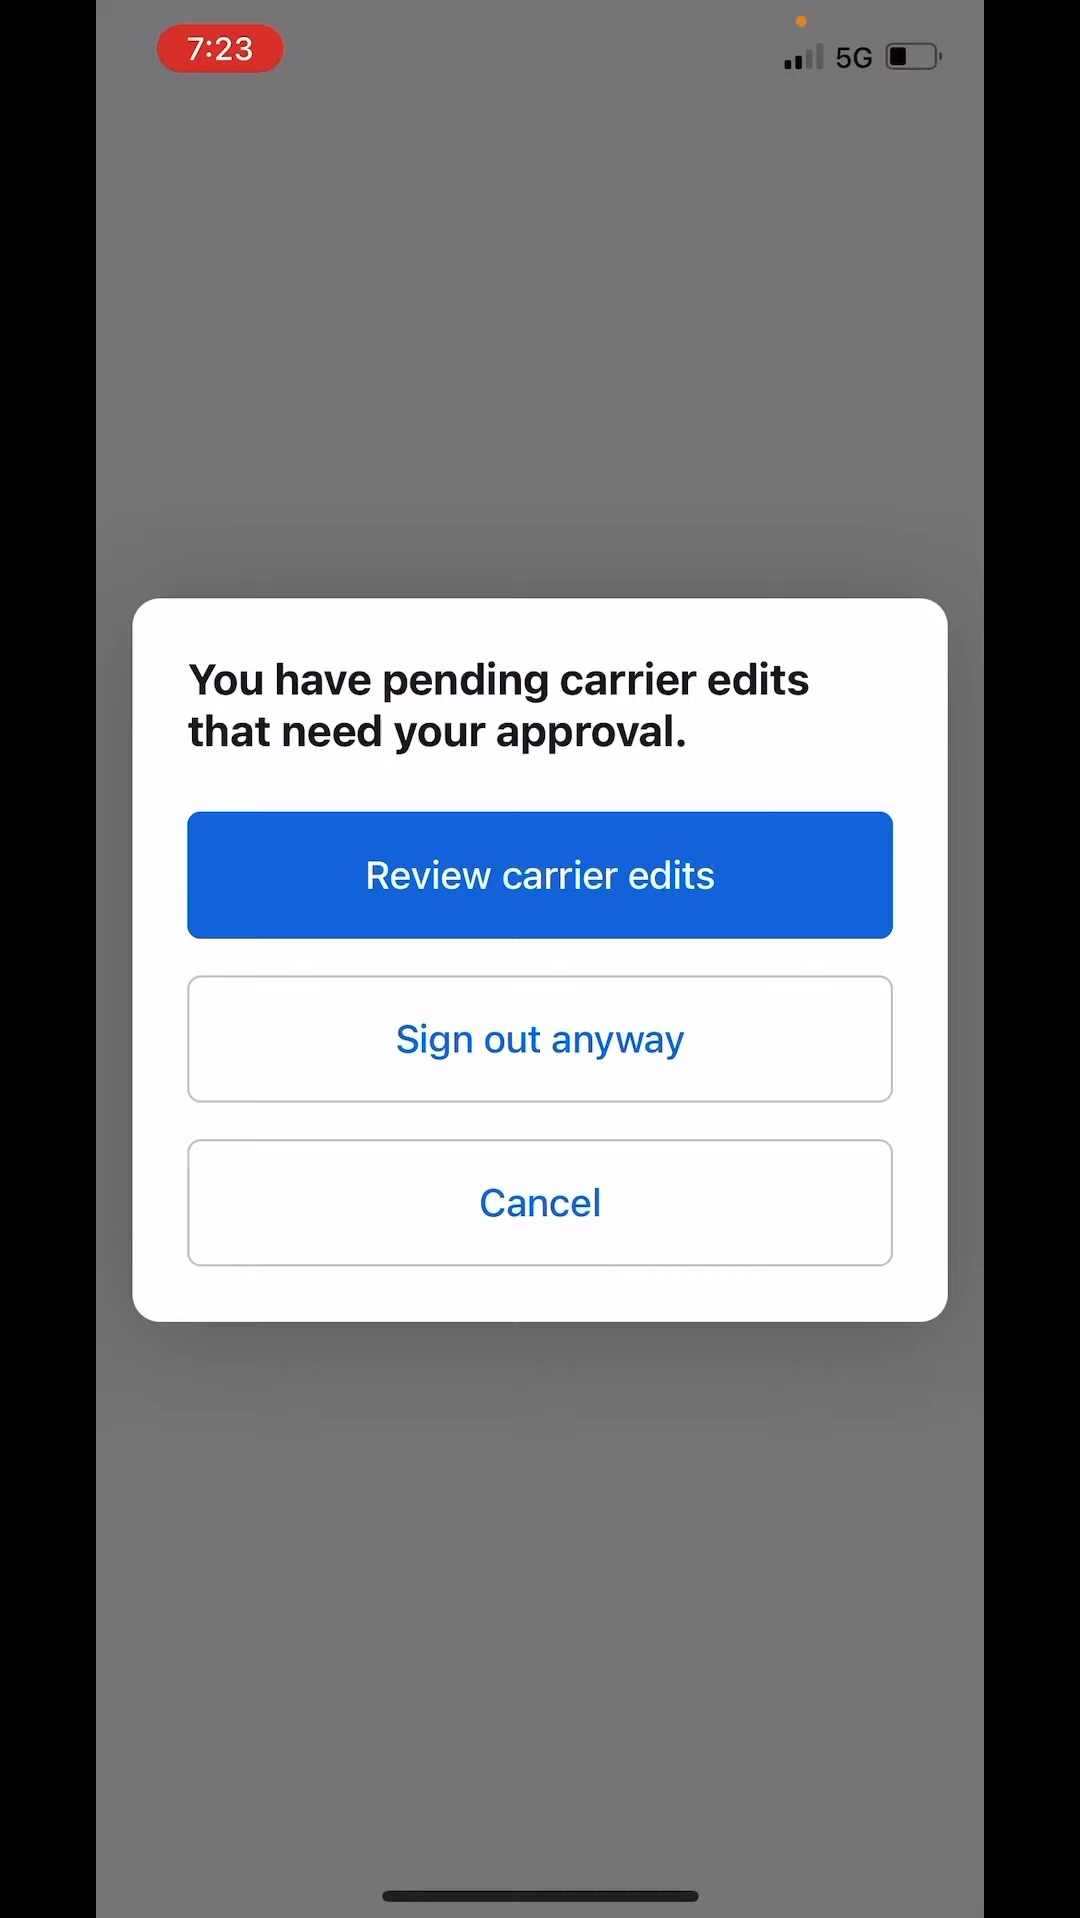 7:23
5G
You have pending carrier edits
that need your approval.
Review carrier edits
Sign out anyway
Cancel